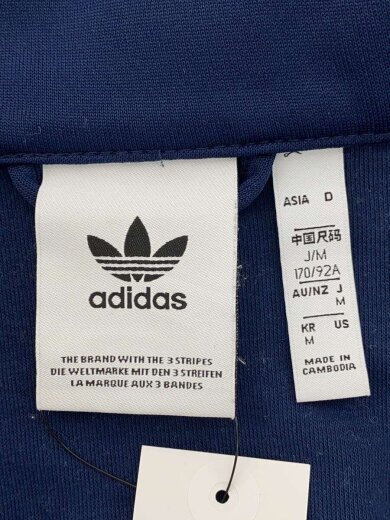 adidas
THE BRAND WITH THE 3 STRIPES
DIE WELTMARKE MIT DEN 3 STREIFEN
LA MARQUE AUX 3 BANDES
ASIA D
中国尺码
J/M
170/92A
AU/NZ J
M
KR US
M
MADE IN
CAMBODIA